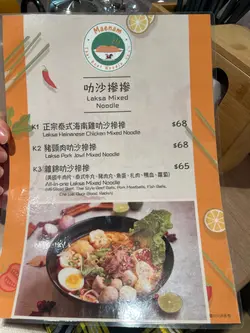 Maenam
叻沙撈撈
Laksa Mixed
Noodle
K1 正宗泰式海南雞叻沙撈撈 $68
Laksa Hainanese Chicken Mixed Noodle
K2 豬頸肉叻沙撈撈 $68
Laksa Pork Jowl Mixed Noodle
K3 雜錦叻沙撈撈 $65
All-in-one Laksa Mixed Noodle